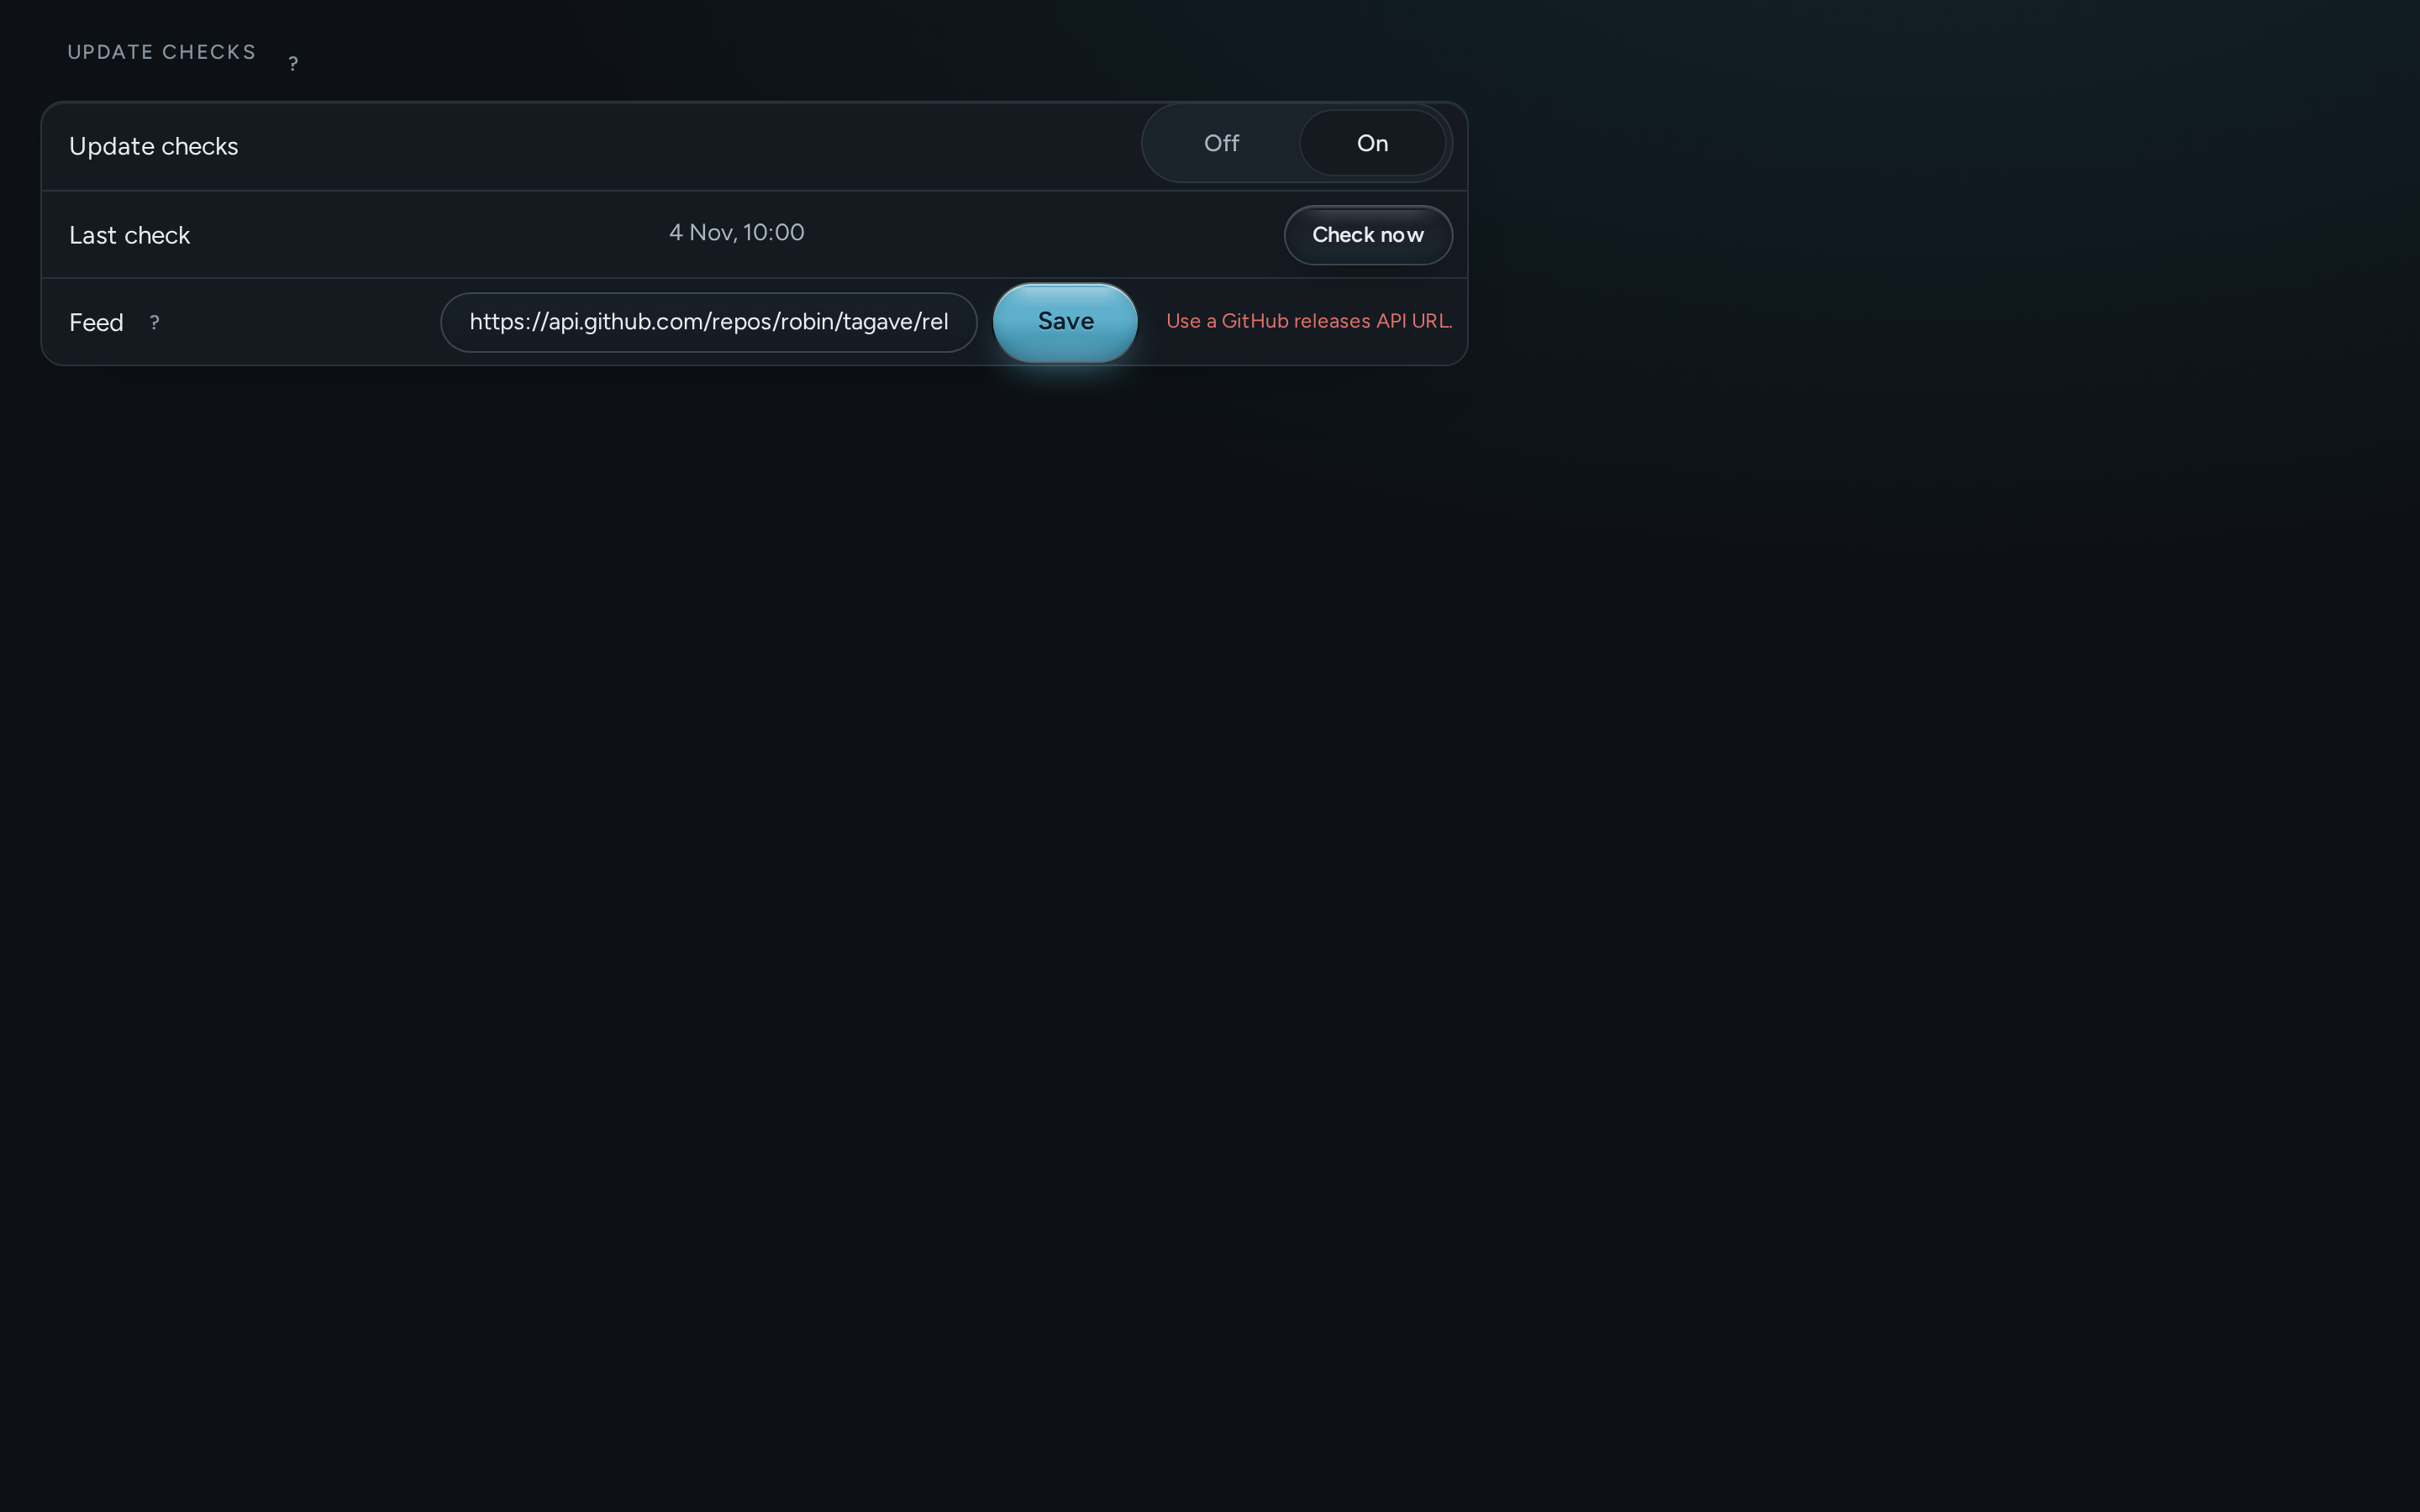 UPDATE CHECKS ?
Update checks Off On
Last check 4 Nov, 10:00 Check now
Feed ? https://api.github.com/repos/robin/tagave/rel Save Use a GitHub releases API URL.